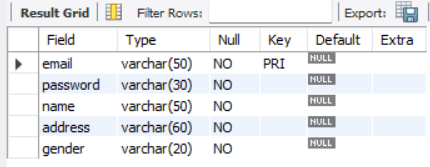 Result Grid Filter Rows: Export:
Field Type Null Key Default Extra
email varchar(50) NO PRI NULL
password varchar(30) NO NULL
name varchar(50) NO NULL
address varchar(60) NO NULL
gender varchar(20) NO NULL